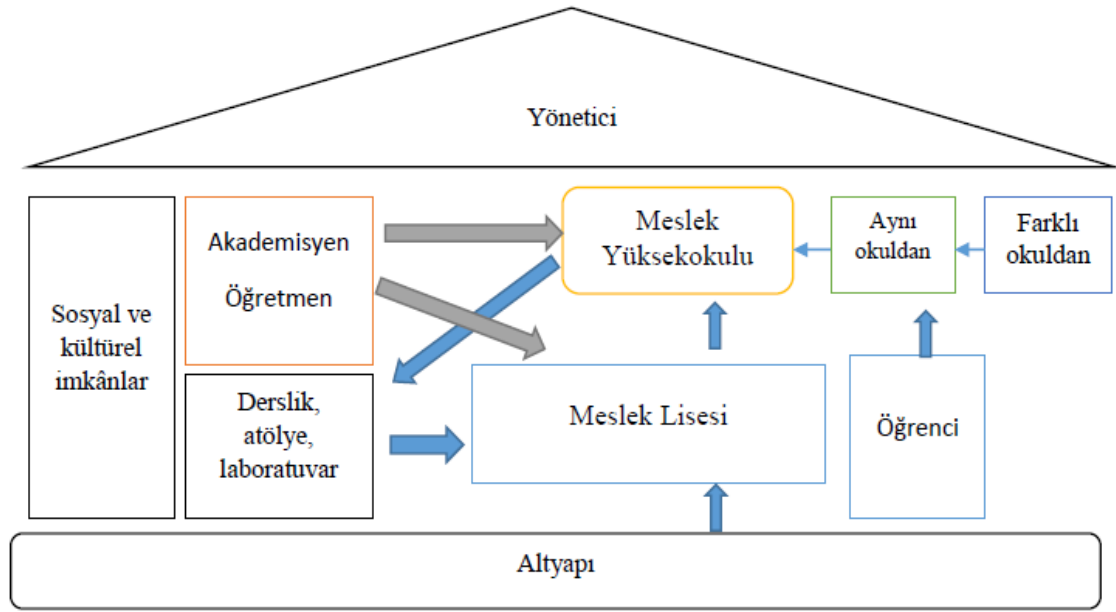 Yönetici
Sosyal ve
kültürel
imkânlar
Akademisyen
Öğretmen
Derslik,
atölye,
laboratuvar
Meslek
Yüksekokulu
Meslek Lisesi
Aynı
okuldan
Farklı
okuldan
Öğrenci
Altyapı